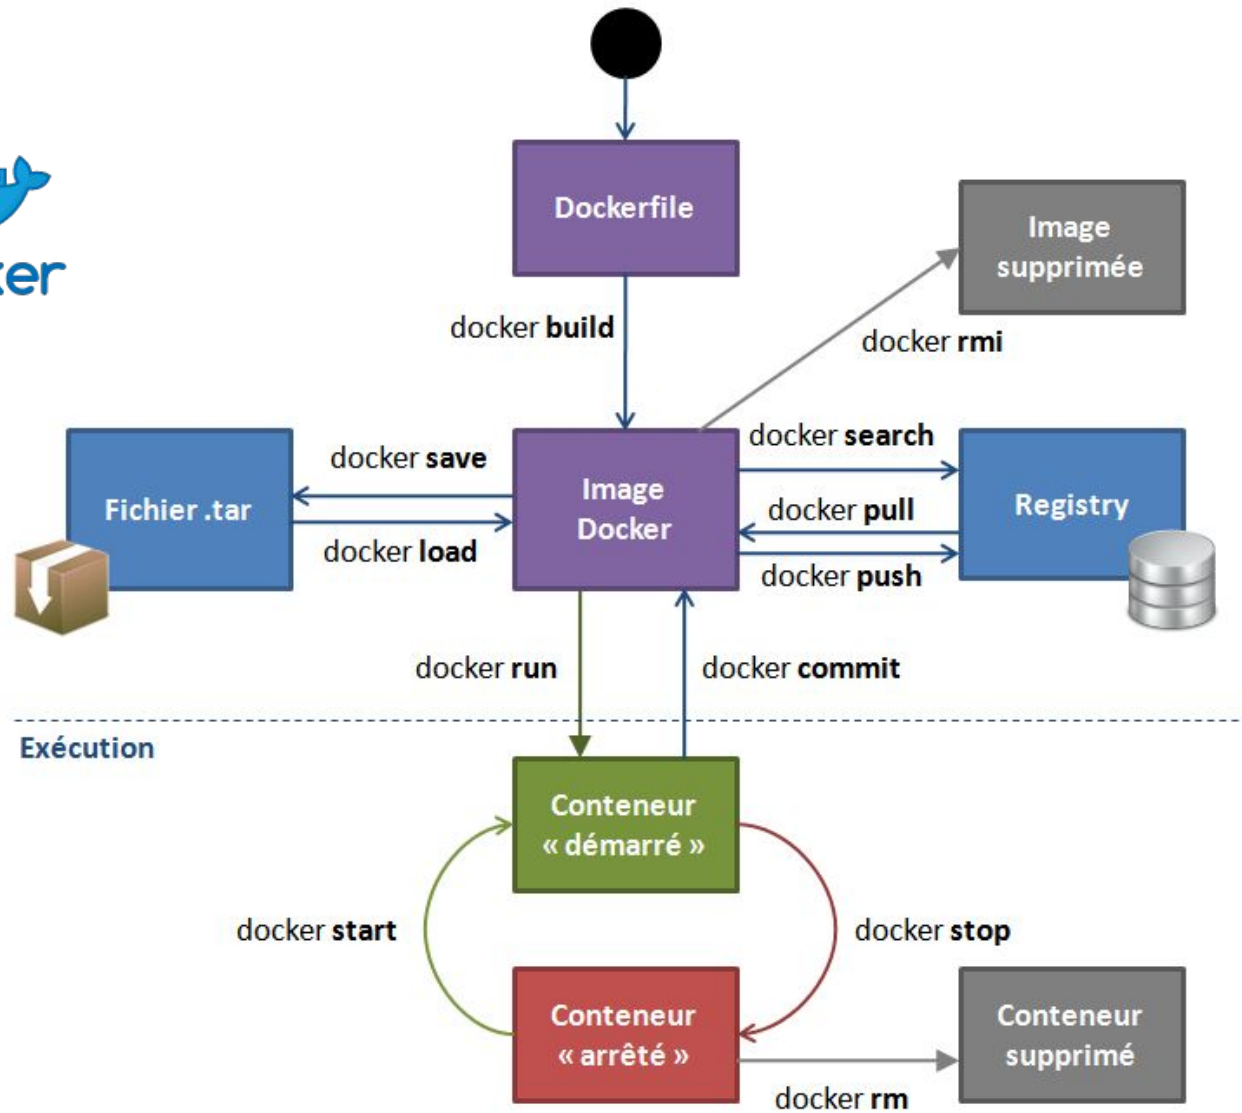 Dockerfile
Image
supprimée
docker build
docker rmi
docker search
docker save
Image
Docker
Fichier .tar
Registry
docker pull
docker load
docker push
docker run
docker commit
Exécution
Conteneur
« démarré »
docker start
docker stop
Conteneur
« arrêté »
Conteneur
supprimé
docker rm